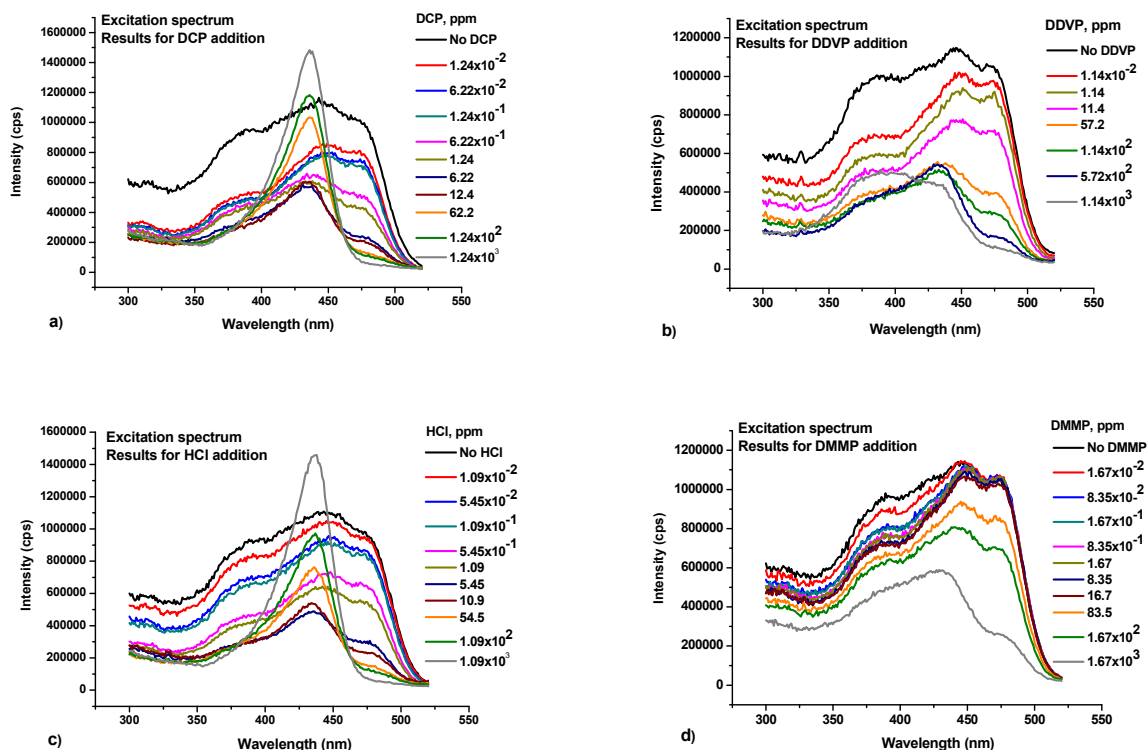 Excitation spectrum
Results for DCP addition
DCP, ppm
No DCP
1.24x10⁻²
6.22x10⁻²
1.24x10⁻¹
6.22x10⁻¹
1.24
6.22
12.4
62.2
1.24x10²
1.24x10³
Intensity (cps)
1600000
1400000
1200000
1000000
800000
600000
400000
200000
0
300 350 400 450 500 550
Wavelength (nm)
a)
Excitation spectrum
Results for DDVP addition
DDVP, ppm
No DDVP
1.14x10⁻²
1.14
11.4
57.2
1.14x10²
5.72x10²
1.14x10³
Intensity (cps)
1200000
1000000
800000
600000
400000
200000
0
300 350 400 450 500 550
Wavelength (nm)
b)
Excitation spectrum
Results for HCl addition
HCl, ppm
No HCl
1.09x10⁻²
5.45x10⁻²
1.09x10⁻¹
5.45x10⁻¹
1.09
5.45
10.9
54.5
1.09x10²
1.09x10³
Intensity (cps)
1600000
1400000
1200000
1000000
800000
600000
400000
200000
0
300 350 400 450 500 550
Wavelength (nm)
c)
Excitation spectrum
Results for DMMP addition
DMMP, ppm
No DMMP
1.67x10⁻²
8.35x10⁻²
1.67x10⁻¹
8.35x10⁻¹
1.67
8.35
16.7
83.5
1.67x10²
1.67x10³
Intensity (cps)
1200000
1000000
800000
600000
400000
200000
0
300 350 400 450 500 550
Wavelength (nm)
d)